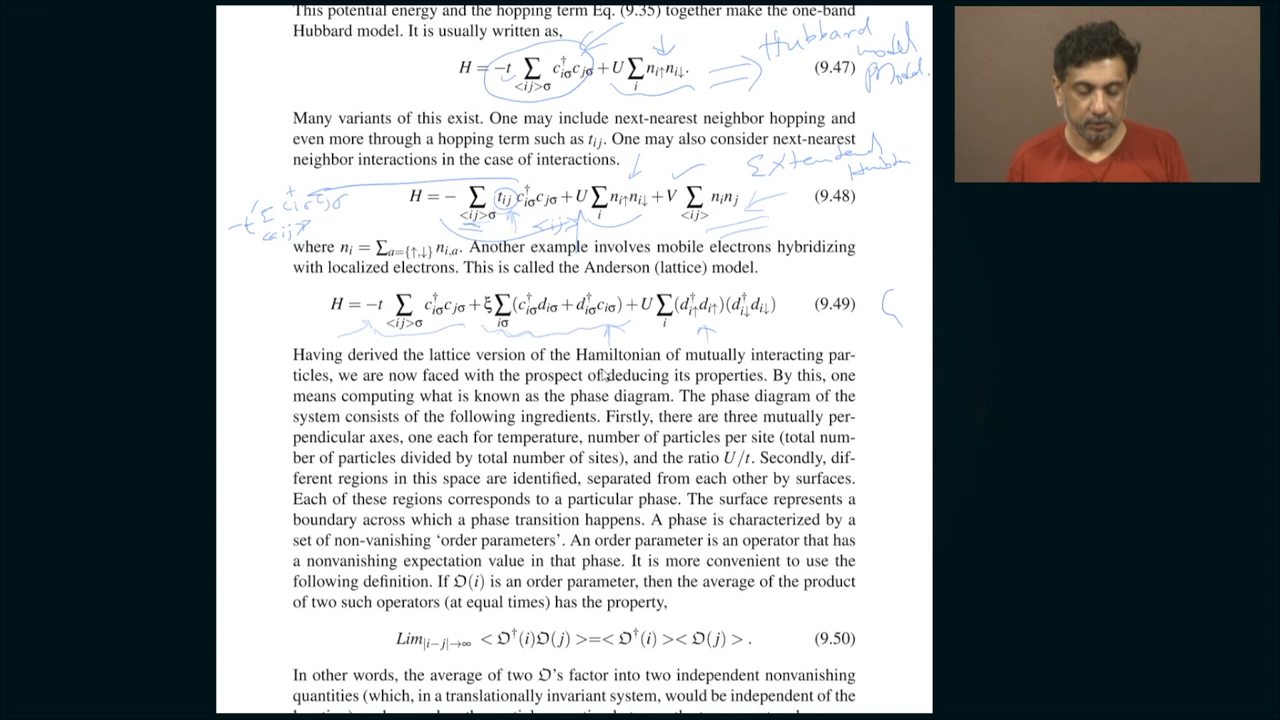 This potential energy and the hopping term Eq. (9.35) together make the one-band
Hubbard model. It is usually written as,
Hubbard
model
H = −t ∑<ij>σ c†iσ cjσ + U ∑i ni↑ni↓. (9.47)
Many variants of this exist. One may include next-nearest neighbor hopping and
even more through a hopping term such as tij. One may also consider next-nearest
neighbor interactions in the case of interactions.
Extended
H = − ∑<ij>σ tij c†iσ cjσ + U ∑i ni↑ni↓ + V ∑<ij> ninj (9.48)
where ni = ∑a={↑,↓} ni,a. Another example involves mobile electrons hybridizing
with localized electrons. This is called the Anderson (lattice) model.
H = −t ∑<ij>σ c†iσ cjσ + ξ ∑iσ (c†iσ diσ + d†iσ ciσ) + U ∑i (d†i↑ di↑)(d†i↓ di↓) (9.49)
Having derived the lattice version of the Hamiltonian of mutually interacting par-
ticles, we are now faced with the prospect of deducing its properties. By this, one
means computing what is known as the phase diagram. The phase diagram of the
system consists of the following ingredients. Firstly, there are three mutually per-
pendicular axes, one each for temperature, number of particles per site (total num-
ber of particles divided by total number of sites), and the ratio U/t. Secondly, dif-
ferent regions in this space are identified, separated from each other by surfaces.
Each of these regions corresponds to a particular phase. The surface represents a
boundary across which a phase transition happens. A phase is characterized by a
set of non-vanishing ‘order parameters’. An order parameter is an operator that has
a nonvanishing expectation value in that phase. It is more convenient to use the
following definition. If 𝔒(i) is an order parameter, then the average of the product
of two such operators (at equal times) has the property,
Lim|i−j|→∞ < 𝔒†(i)𝔒(j) >=< 𝔒†(i) >< 𝔒(j) > . (9.50)
In other words, the average of two 𝔒's factor into two independent nonvanishing
quantities (which, in a translationally invariant system, would be independent of the